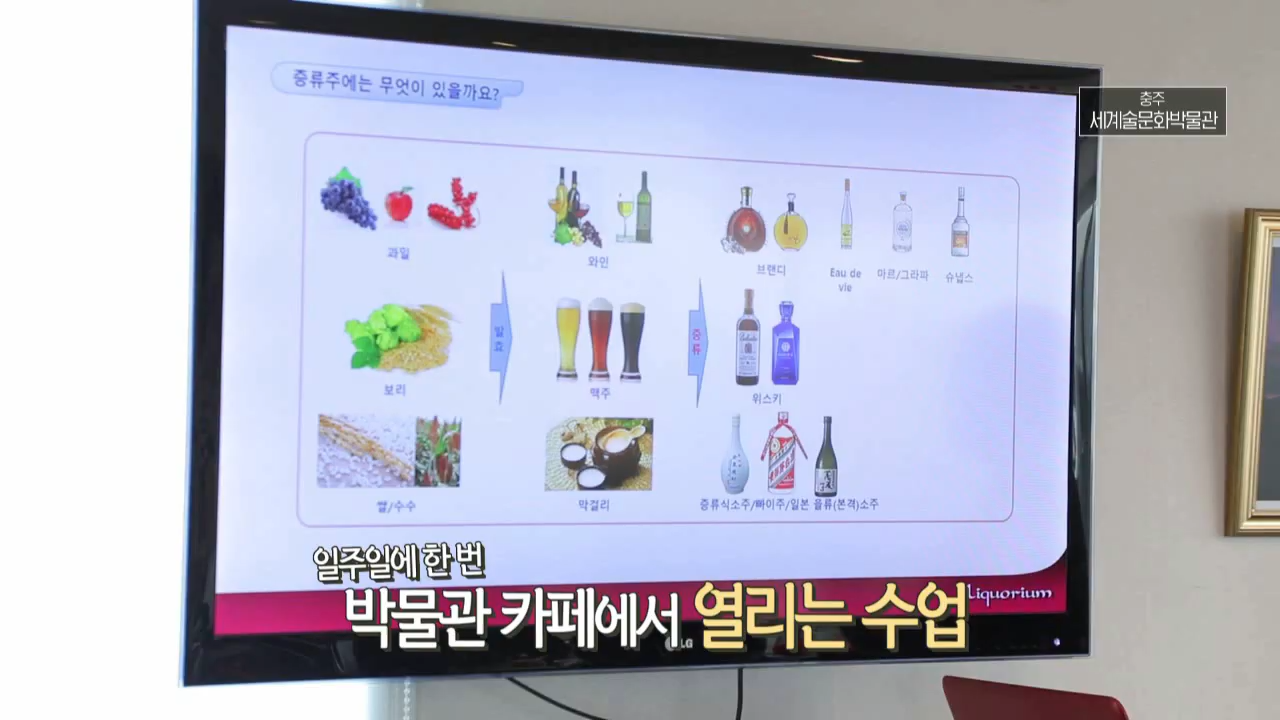 증류주에는 무엇이 있을까요?
충주
세계술문화박물관
과일
와인
브랜디
Eau de
vie
마르/그라파
슈냅스
발효
증류
보리
맥주
위스키
쌀/수수
막걸리
증류식소주/빠이주/일본 을류(본격)소주
일주일에 한 번
박물관 카페에서 열리는 수업
Liquorium
LG